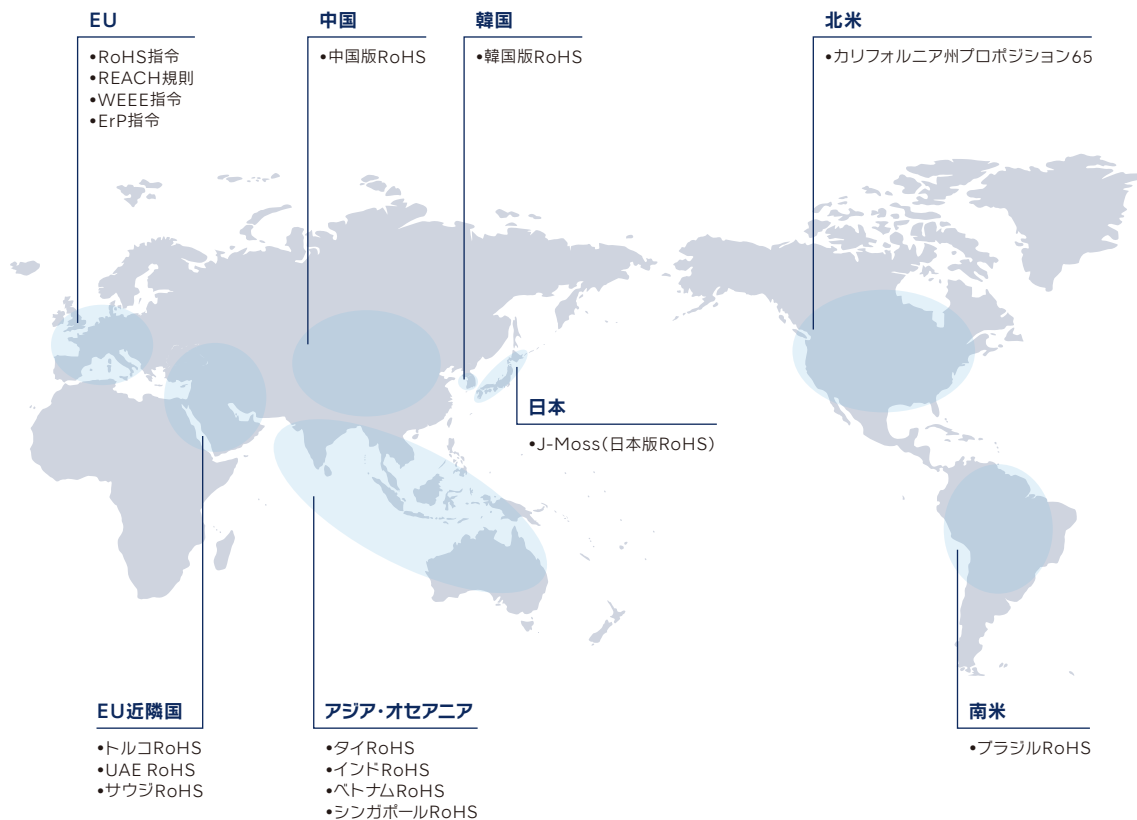 EU
•RoHS指令
•REACH規則
•WEEE指令
•ErP指令
中国
•中国版RoHS
韓国
•韓国版RoHS
北米
•カリフォルニア州プロポジション65
日本
•J-Moss(日本版RoHS)
EU近隣国
•トルコRoHS
•UAE RoHS
•サウジRoHS
アジア・オセアニア
•タイRoHS
•インドRoHS
•ベトナムRoHS
•シンガポールRoHS
南米
•ブラジルRoHS